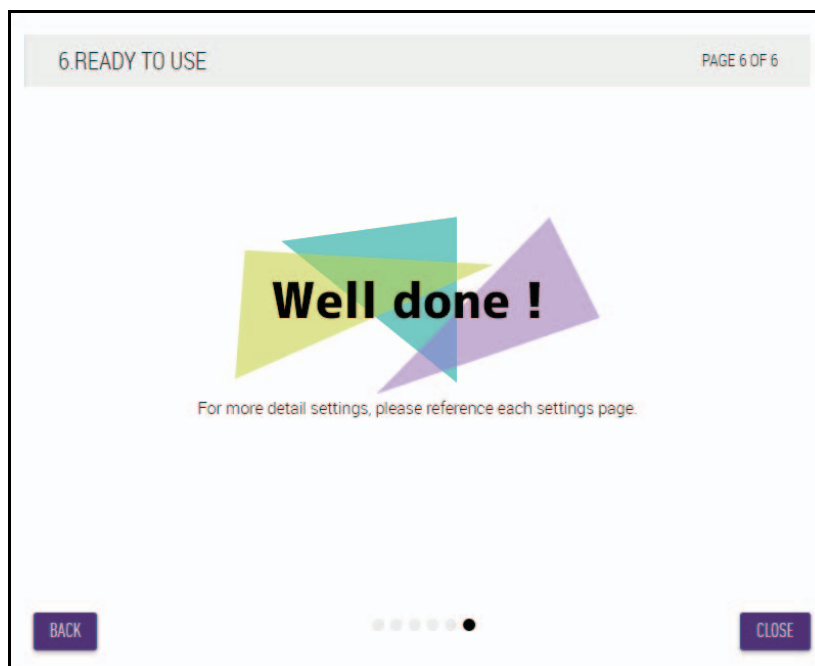 6.READY TO USE
PAGE 6 OF 6
Well done !
For more detail settings, please reference each settings page.
BACK
CLOSE